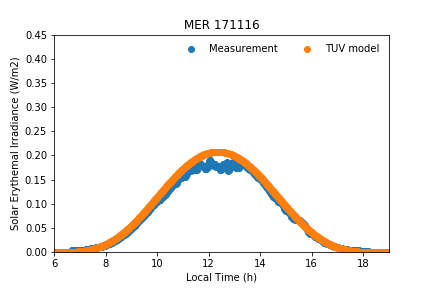 MER 171116
Measurement
TUV model
Solar Erythemal Irradiance (W/m2)
0.45
0.40
0.35
0.30
0.25
0.20
0.15
0.10
0.05
0.00
6 8 10 12 14 16 18
Local Time (h)